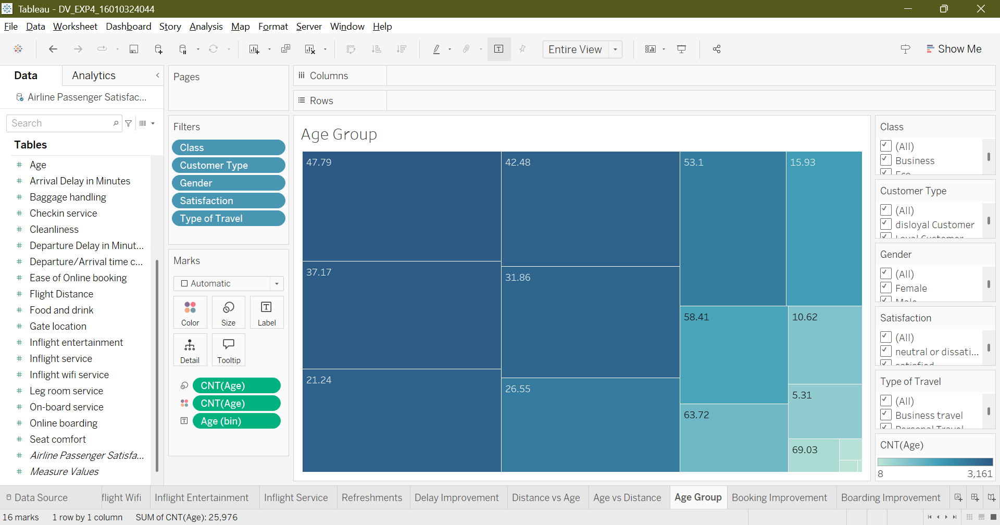 Tableau - DV_EXP4_16010324044
File Data Worksheet Dashboard Story Analysis Map Format Server Window Help
Entire View
Show Me
Data Analytics
Airline Passenger Satisfac...
Search
Tables
Age
Arrival Delay in Minutes
Baggage handling
Checkin service
Cleanliness
Departure Delay in Minut...
Departure/Arrival time c...
Ease of Online booking
Flight Distance
Food and drink
Gate location
Inflight entertainment
Inflight service
Inflight wifi service
Leg room service
On-board service
Online boarding
Seat comfort
Airline Passenger Satisfa...
Measure Values
Pages
Filters
Class
Customer Type
Gender
Satisfaction
Type of Travel
Marks
Automatic
Color Size Label
Detail Tooltip
CNT(Age)
CNT(Age)
Age (bin)
Columns
Rows
Age Group
47.79
37.17
21.24
42.48
31.86
26.55
53.1
15.93
58.41
10.62
63.72
5.31
69.03
Class
(All)
Business
Eco
Customer Type
(All)
disloyal Customer
Loyal Customer
Gender
(All)
Female
Male
Satisfaction
(All)
neutral or dissati...
satisfied
Type of Travel
(All)
Business travel
Personal Travel
CNT(Age)
8 3,161
Data Source flight Wifi Inflight Entertainment Inflight Service Refreshments Delay Improvement Distance vs Age Age vs Distance Age Group Booking Improvement Boarding Improvement
16 marks 1 row by 1 column SUM of CNT(Age): 25,976